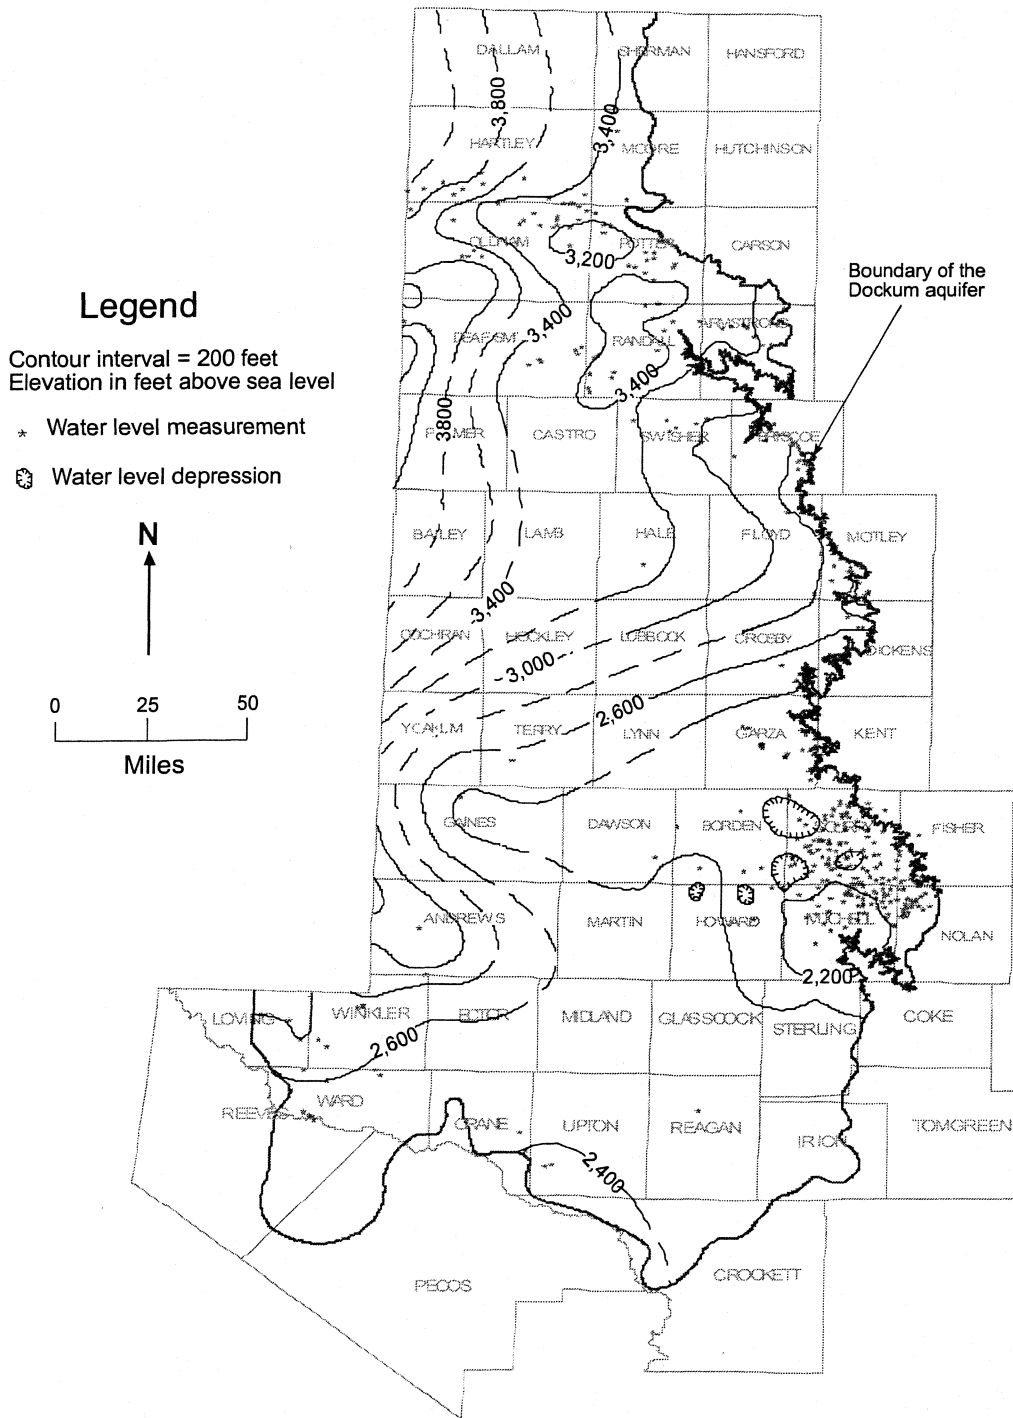 DALLAM
SHERMAN
HANSFORD
3,800
3,400
HARTLEY
MOORE
HUTCHINSON
OLDHAM
POTTER
CARSON
3,200
Boundary of the
Dockum aquifer
Legend
Contour interval = 200 feet
Elevation in feet above sea level
Water level measurement
Water level depression
N
0 25 50
Miles
3,400
DEAF SM
RANDALL
ARMSTRONG
3,400
3800
CASTRO
SWISHER
BRISCOE
BAILEY
LAMB
HALE
FLOYD
MOTLEY
3,400
COCHRAN
HOCKLEY
LUBBOCK
CROSBY
DICKENS
3,000
2,600
TERRY
LYNN
GARZA
KENT
GAINES
DAWSON
BORDEN
SCURRY
FISHER
ANDREWS
MARTIN
HOWARD
MITCHELL
NOLAN
2,200
LOVING
WINKLER
ECTOR
MIDLAND
GLASSCOCK
STERLING
COKE
2,600
REEVES
WARD
CRANE
UPTON
REAGAN
IRION
TOMGREEN
2,400
PECOS
CROCKETT